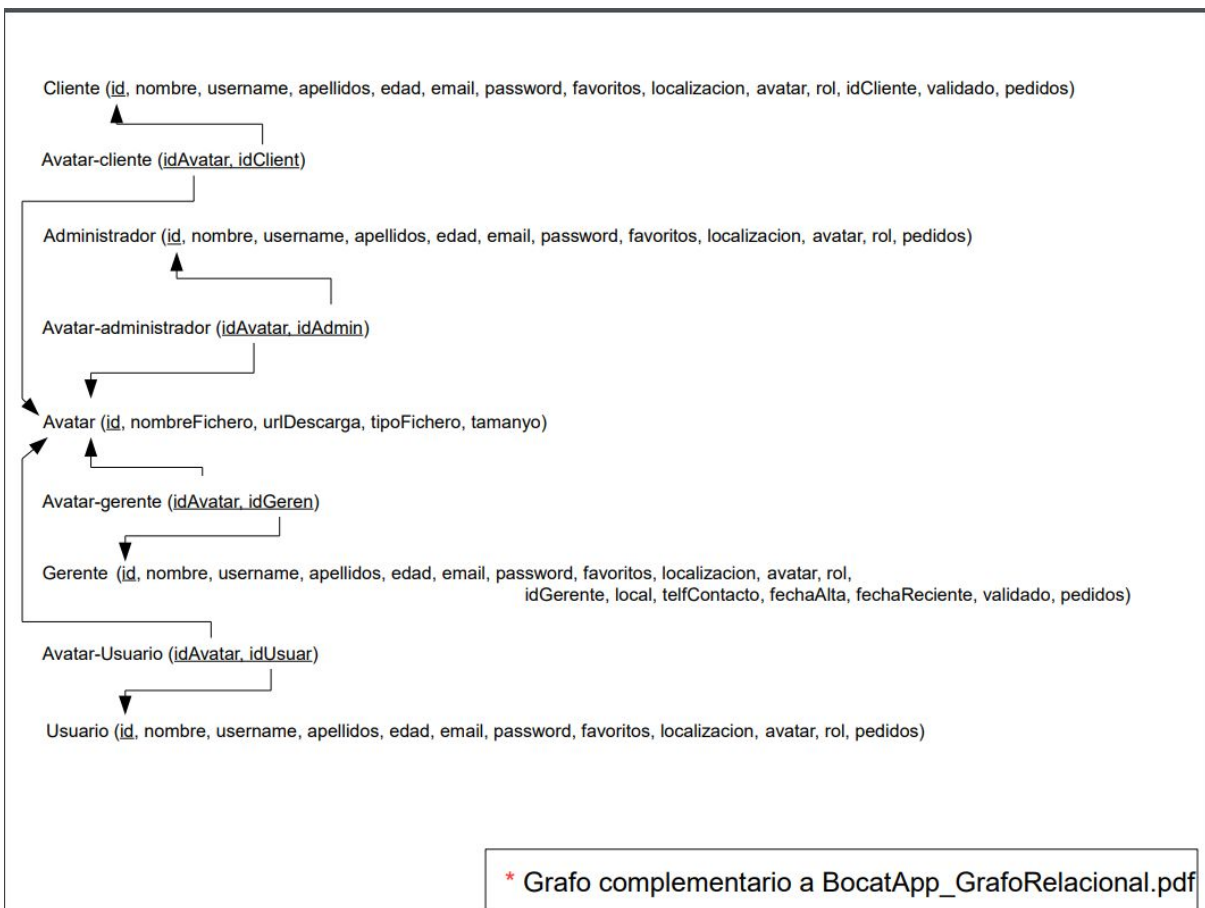 Cliente (id, nombre, username, apellidos, edad, email, password, favoritos, localizacion, avatar, rol, idCliente, validado, pedidos)
Avatar-cliente (idAvatar, idClient)
Administrador (id, nombre, username, apellidos, edad, email, password, favoritos, localizacion, avatar, rol, pedidos)
Avatar-administrador (idAvatar, idAdmin)
Avatar (id, nombreFichero, urlDescarga, tipoFichero, tamanyo)
Avatar-gerente (idAvatar, idGeren)
Gerente (id, nombre, username, apellidos, edad, email, password, favoritos, localizacion, avatar, rol,
idGerente, local, telfContacto, fechaAlta, fechaReciente, validado, pedidos)
Avatar-Usuario (idAvatar, idUsuar)
Usuario (id, nombre, username, apellidos, edad, email, password, favoritos, localizacion, avatar, rol, pedidos)
* Grafo complementario a BocatApp_GrafoRelacional.pdf